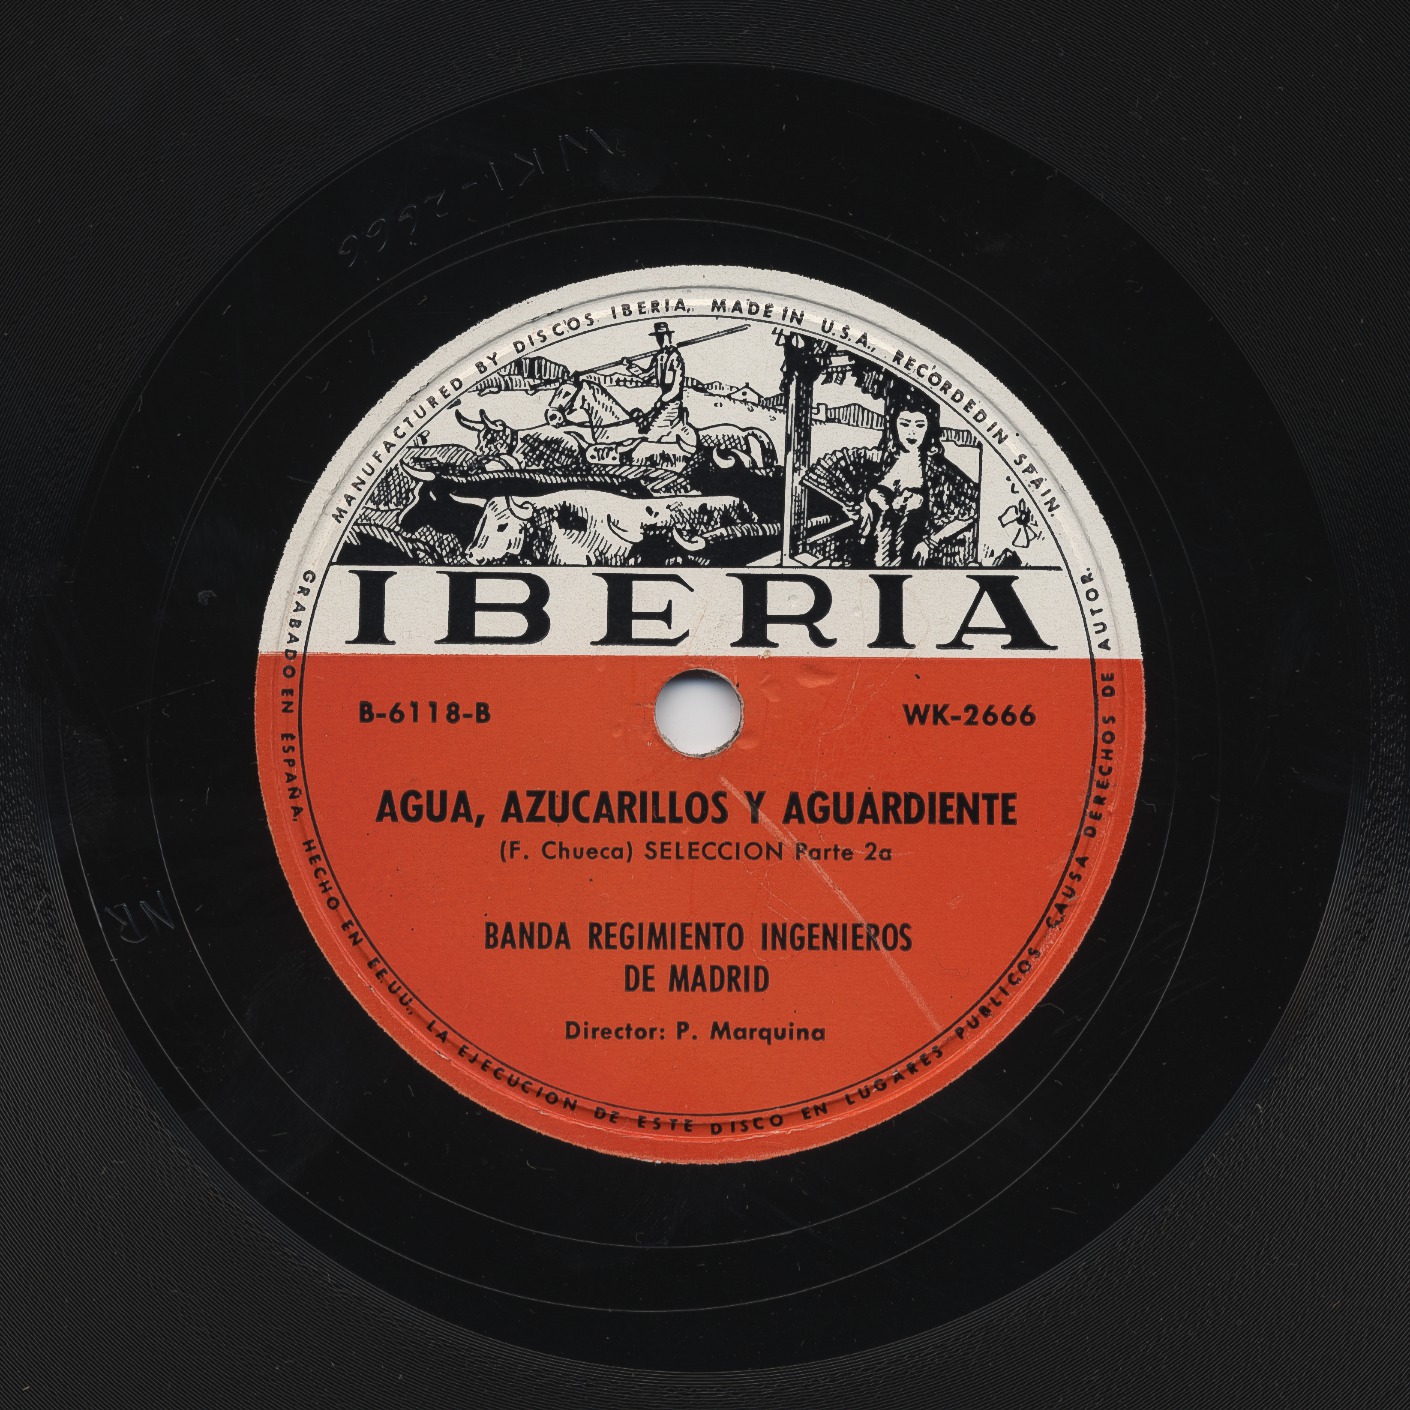 WK1-2666
MANUFACTURED BY DISCOS IBERIA, MADE IN U.S.A., RECORDED IN SPAIN.
IBERIA
B-6118-B
WK-2666
AGUA, AZUCARILLOS Y AGUARDIENTE
(F. Chueca) SELECCION Parte 2a
BANDA REGIMIENTO INGENIEROS
DE MADRID
Director: P. Marquina
GRABADO EN ESPAÑA, HECHO EN EE.UU., LA EJECUCION DE ESTE DISCO EN LUGARES PUBLICOS CAUSA DERECHOS DE AUTOR.
NR